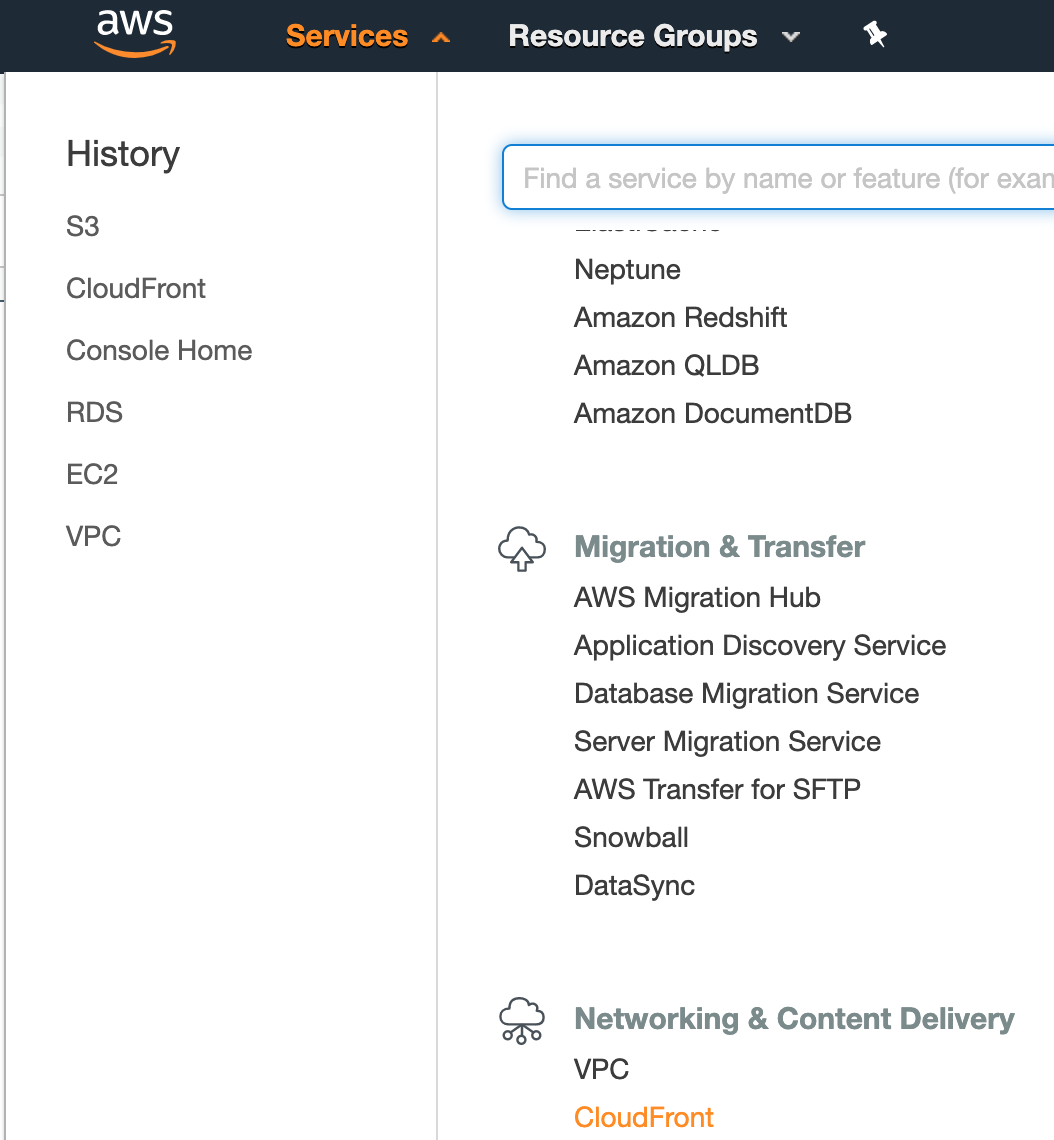 aws
Services
Resource Groups
History
S3
CloudFront
Console Home
RDS
EC2
VPC
Find a service by name or feature (for
Neptune
Amazon Redshift
Amazon QLDB
Amazon DocumentDB
Migration & Transfer
AWS Migration Hub
Application Discovery Service
Database Migration Service
Server Migration Service
AWS Transfer for SFTP
Snowball
DataSync
Networking & Content Delivery
VPC
CloudFront